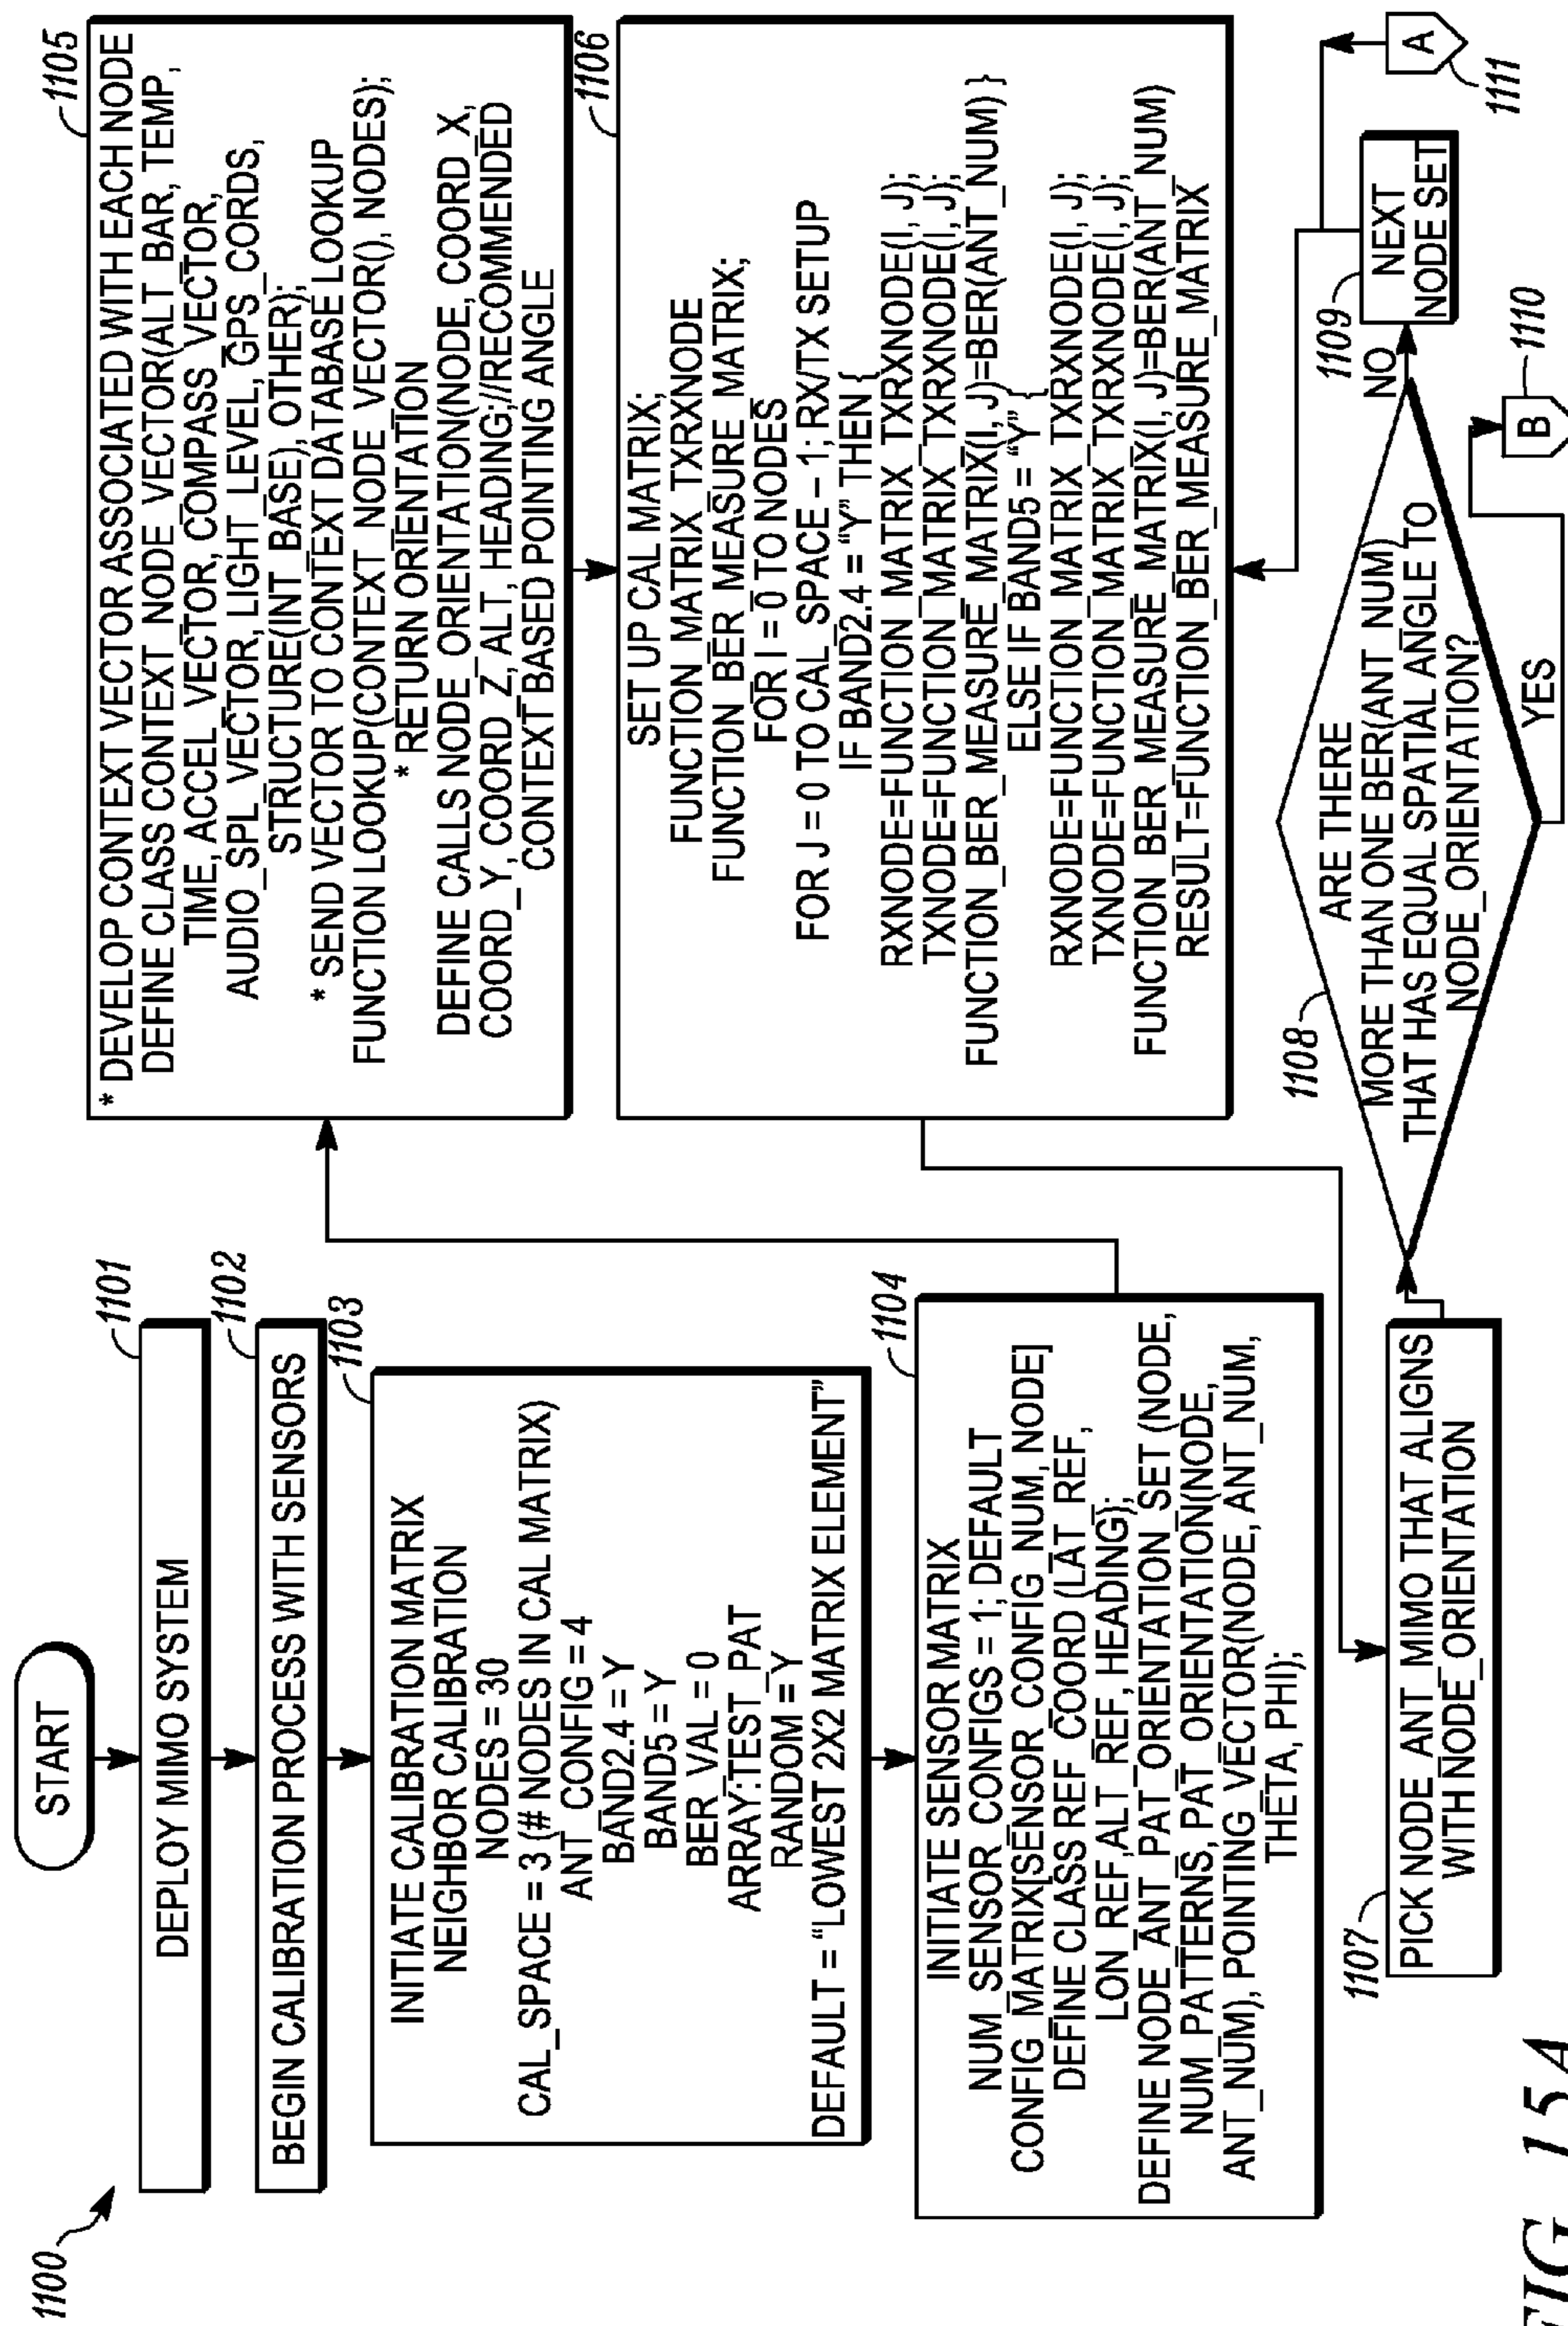 1100
START
DEPLOY MIMO SYSTEM
1101
BEGIN CALIBRATION PROCESS WITH SENSORS
1102
1103
INITIATE CALIBRATION MATRIX
NEIGHBOR CALIBRATION
NODES = 30
CAL_SPACE = 3 (# NODES IN CAL MATRIX)
ANT_CONFIG = 4
BAND2.4 = Y
BAND5 = Y
BER_VAL = 0
ARRAY:TEST_PAT
RANDOM = Y
DEFAULT = "LOWEST 2X2 MATRIX ELEMENT"
1104
INITIATE SENSOR MATRIX
NUM_SENSOR_CONFIGS = 1; DEFAULT
CONFIG_MATRIX[SENSOR_CONFIG_NUM, NODE]
DEFINE CLASS REF_COORD (LAT_REF,
LON_REF, ALT_REF, HEADING);
DEFINE NODE_ANT_PAT_ORIENTATION_SET (NODE,
NUM_PATTERNS, PAT_ORIENTATION(NODE,
ANT_NUM), POINTING_VECTOR(NODE, ANT_NUM,
THETA, PHI);
1105
* DEVELOP CONTEXT VECTOR ASSOCIATED WITH EACH NODE
DEFINE CLASS CONTEXT_NODE_VECTOR(ALT_BAR, TEMP,
TIME, ACCEL_VECTOR, COMPASS_VECTOR,
AUDIO_SPL_VECTOR, LIGHT_LEVEL, GPS_CORDS,
STRUCTURE(INT_BASE), OTHER);
* SEND VECTOR TO CONTEXT DATABASE LOOKUP
FUNCTION LOOKUP(CONTEXT_NODE_VECTOR(), NODES);
* RETURN ORIENTATION
DEFINE CALLS NODE_ORIENTATION(NODE, COORD_X,
COORD_Y, COORD_Z, ALT, HEADING;//RECOMMENDED
CONTEXT BASED POINTING ANGLE
1106
SET UP CAL MATRIX;
FUNCTION_MATRIX_TXRXNODE
FUNCTION_BER_MEASURE_MATRIX;
FOR I = 0 TO NODES
FOR J = 0 TO CAL_SPACE – 1; RX/TX SETUP
IF BAND2.4 = "Y" THEN {
RXNODE=FUNCTION_MATRIX_TXRXNODE(I, J);
TXNODE=FUNCTION_MATRIX_TXRXNODE(I, J);
FUNCTION_BER_MEASURE_MATRIX(I, J)=BER(ANT_NUM) }
ELSE IF BAND5 = "Y" {
RXNODE=FUNCTION_MATRIX_TXRXNODE(I, J);
TXNODE=FUNCTION_MATRIX_TXRXNODE(I, J);
FUNCTION_BER_MEASURE_MATRIX(I, J)=BER(ANT_NUM)
RESULT=FUNCTION_BER_MEASURE_MATRIX
1107
PICK NODE_ANT_MIMO THAT ALIGNS
WITH NODE_ORIENTATION
1108
ARE THERE
MORE THAN ONE BER(ANT_NUM)
THAT HAS EQUAL SPATIAL ANGLE TO
NODE_ORIENTATION?
NO
YES
1109
NEXT
NODE SET
B
1110
A
1111
FIG. 15A